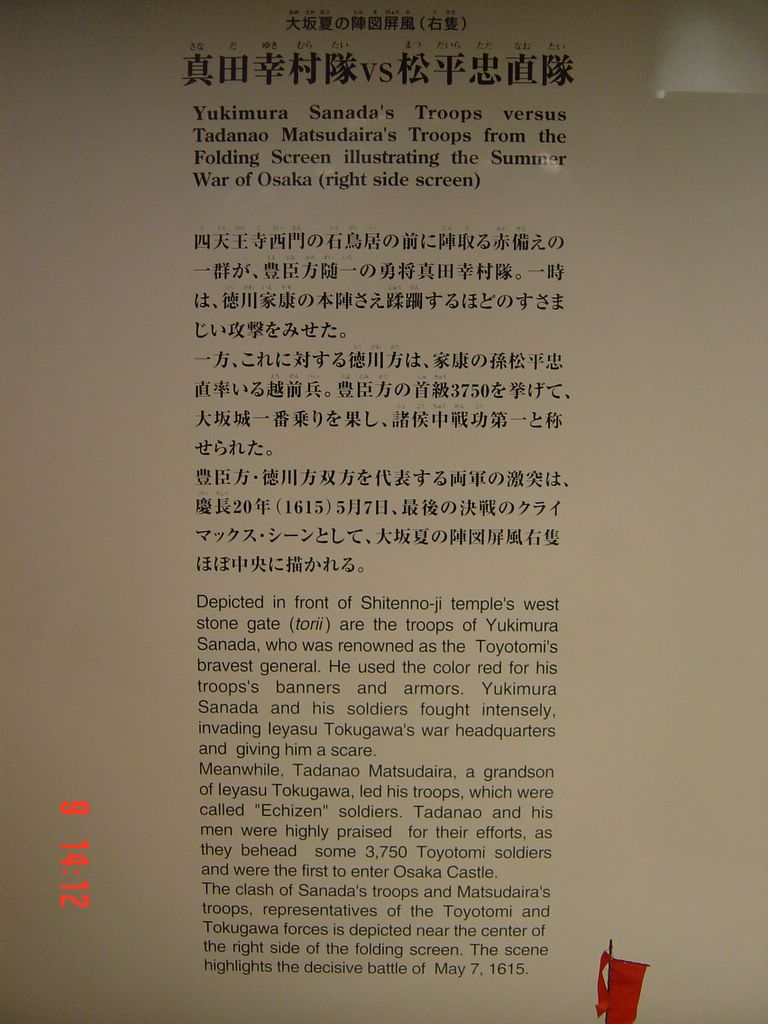 大坂夏の陣図屏風(右隻)
真田幸村隊vs松平忠直隊
Yukimura Sanada's Troops versus
Tadanao Matsudaira's Troops from the
Folding Screen illustrating the Summer
War of Osaka (right side screen)
四天王寺西門の石鳥居の前に陣取る赤備えの
一群が、豊臣方随一の勇将真田幸村隊。一時
は、徳川家康の本陣さえ蹂躙するほどのすさま
じい攻撃をみせた。
一方、これに対する徳川方は、家康の孫松平忠
直率いる越前兵。豊臣方の首級3750を挙げて、
大坂城一番乗りを果し、諸侯中戦功第一と称
せられた。
豊臣方・徳川方双方を代表する両軍の激突は、
慶長20年(1615)5月7日、最後の決戦のクライ
マックス・シーンとして、大坂夏の陣図屏風右隻
ほぼ中央に描かれる。
Depicted in front of Shitenno-ji temple's west
stone gate (torii) are the troops of Yukimura
Sanada, who was renowned as the Toyotomi's
bravest general. He used the color red for his
troops's banners and armors. Yukimura
Sanada and his soldiers fought intensely,
invading Ieyasu Tokugawa's war headquarters
and giving him a scare.
Meanwhile, Tadanao Matsudaira, a grandson
of Ieyasu Tokugawa, led his troops, which were
called "Echizen" soldiers. Tadanao and his
men were highly praised for their efforts, as
they behead some 3,750 Toyotomi soldiers
and were the first to enter Osaka Castle.
The clash of Sanada's troops and Matsudaira's
troops, representatives of the Toyotomi and
Tokugawa forces is depicted near the center of
the right side of the folding screen. The scene
highlights the decisive battle of May 7, 1615.
9 14:12